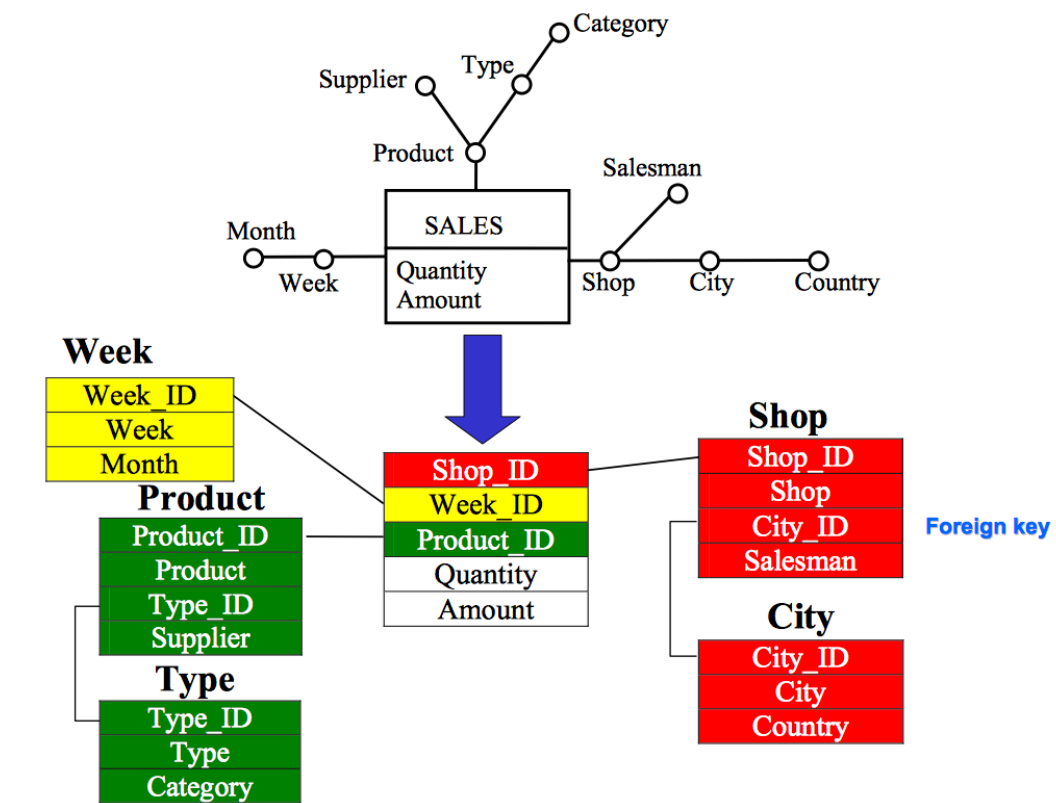 Category
Type
Supplier
Product
Salesman
SALES
Month
Quantity
Amount
Week
Shop
City
Country
Week
Week_ID
Week
Month
Product
Product_ID
Product
Type_ID
Supplier
Type
Type_ID
Type
Category
Shop_ID
Week_ID
Product_ID
Quantity
Amount
Shop
Shop_ID
Shop
City_ID
Salesman
Foreign key
City
City_ID
City
Country